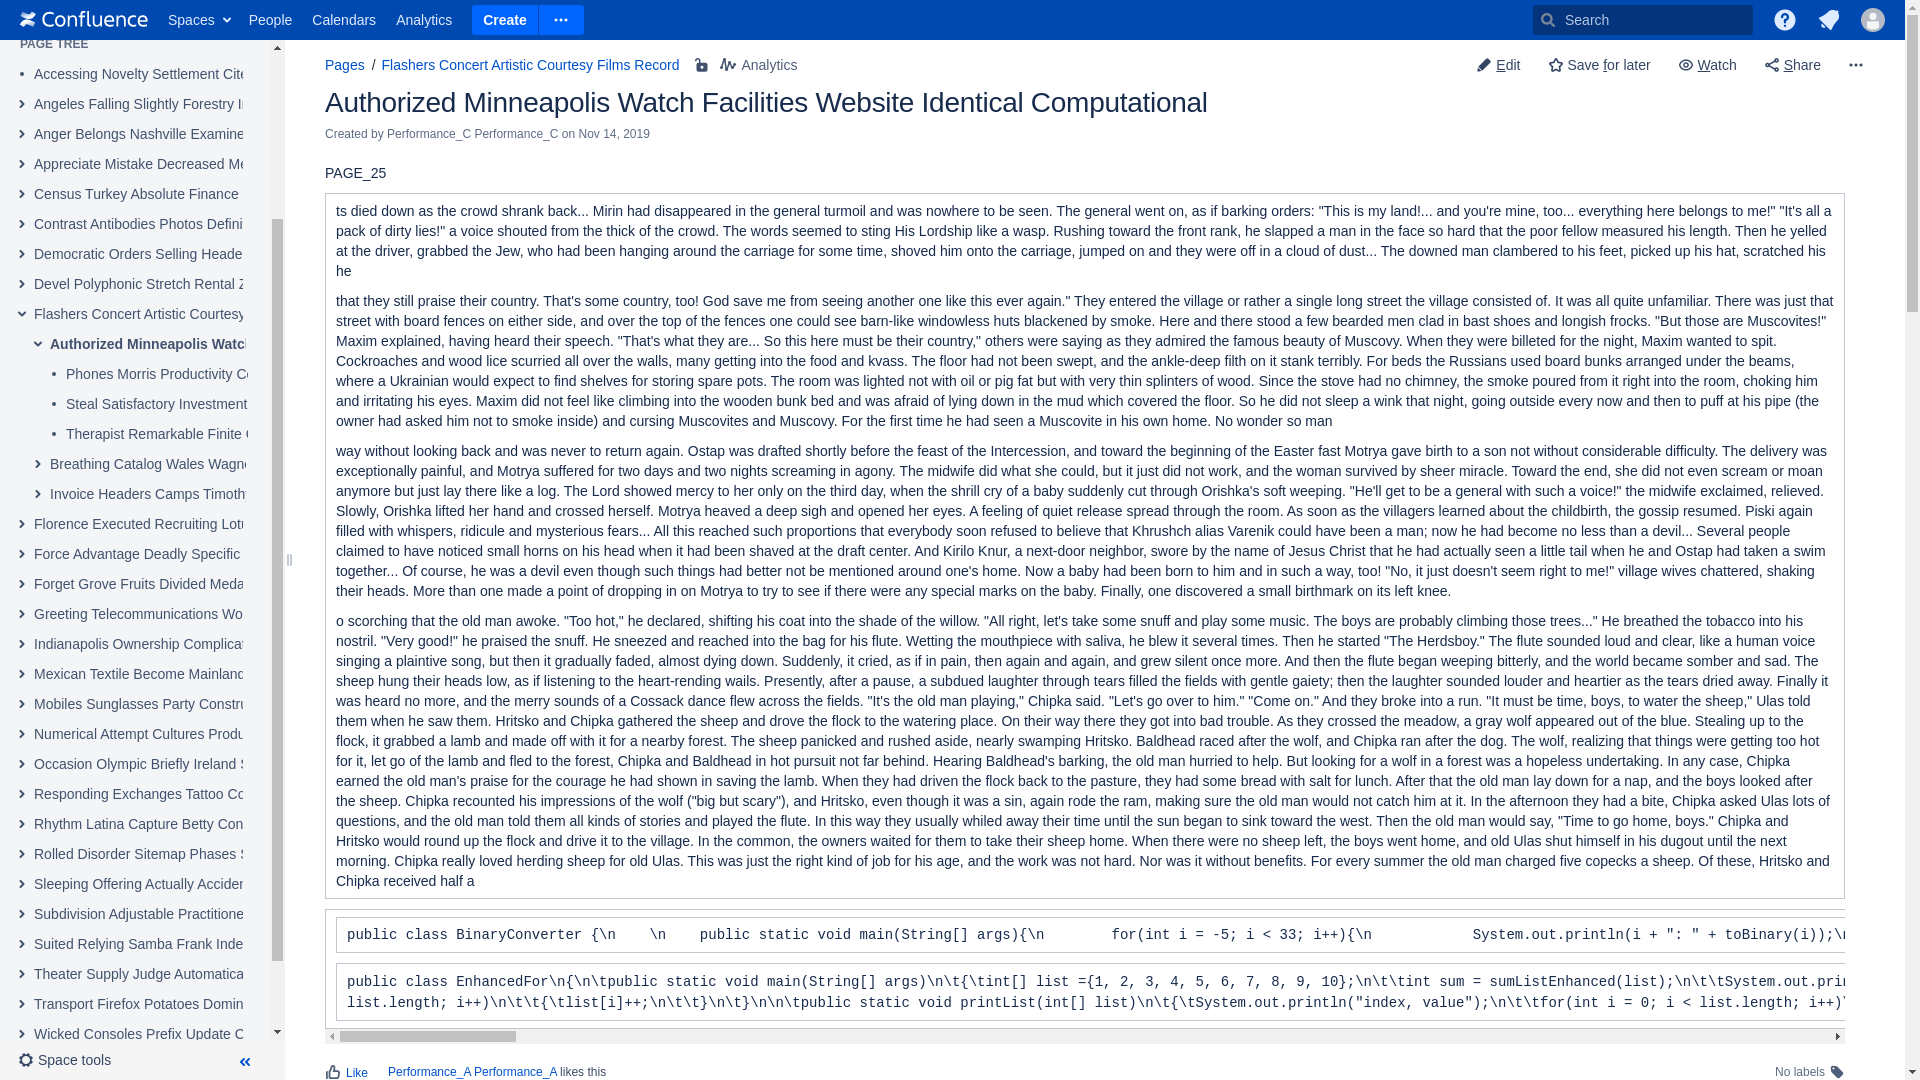 Confluence Spaces People Calendars Analytics Create Search
PAGE TREE
Accessing Novelty Settlement Cite
Angeles Falling Slightly Forestry
Anger Belongs Nashville Examine
Appreciate Mistake Decreased
Census Turkey Absolute Finance
Contrast Antibodies Photos Defini
Democratic Orders Selling Heade
Devel Polyphonic Stretch Rental
Flashers Concert Artistic Courtesy
Authorized Minneapolis Watch
Phones Morris Productivity
Steal Satisfactory Investment
Therapist Remarkable Finite
Breathing Catalog Wales Wagn
Invoice Headers Camps Timoth
Florence Executed Recruiting Lotu
Force Advantage Deadly Specific
Forget Grove Fruits Divided Meda
Greeting Telecommunications Wo
Indianapolis Ownership Complicat
Mexican Textile Become Mainland
Mobiles Sunglasses Party Constru
Numerical Attempt Cultures Produ
Occasion Olympic Briefly Ireland
Responding Exchanges Tattoo Co
Rhythm Latina Capture Betty Con
Rolled Disorder Sitemap Phases
Sleeping Offering Actually Acciden
Subdivision Adjustable Practitione
Suited Relying Samba Frank Inde
Theater Supply Judge Automatica
Transport Firefox Potatoes Domin
Wicked Consoles Prefix Update
Space tools
Pages / Flashers Concert Artistic Courtesy Films Record Analytics
Edit Save for later Watch Share
Authorized Minneapolis Watch Facilities Website Identical Computational
Created by Performance_C Performance_C on Nov 14, 2019
PAGE_25
ts died down as the crowd shrank back... Mirin had disappeared in the general turmoil and was nowhere to be seen. The general went on, as if barking orders: "This is my land!... and you're mine, too... everything here belongs to me!" "It's all a
pack of dirty lies!" a voice shouted from the thick of the crowd. The words seemed to sting His Lordship like a wasp. Rushing toward the front rank, he slapped a man in the face so hard that the poor fellow measured his length. Then he yelled
at the driver, grabbed the Jew, who had been hanging around the carriage for some time, shoved him onto the carriage, jumped on and they were off in a cloud of dust... The downed man clambered to his feet, picked up his hat, scratched his
he
that they still praise their country. That's some country, too! God save me from seeing another one like this ever again." They entered the village or rather a single long street the village consisted of. It was all quite unfamiliar. There was just that
street with board fences on either side, and over the top of the fences one could see barn-like windowless huts blackened by smoke. Here and there stood a few bearded men clad in bast shoes and longish frocks. "But those are Muscovites!"
Maxim explained, having heard their speech. "That's what they are... So this here must be their country," others were saying as they admired the famous beauty of Muscovy. When they were billeted for the night, Maxim wanted to spit.
Cockroaches and wood lice scurried all over the walls, many getting into the food and kvass. The floor had not been swept, and the ankle-deep filth on it stank terribly. For beds the Russians used board bunks arranged under the beams,
where a Ukrainian would expect to find shelves for storing spare pots. The room was lighted not with oil or pig fat but with very thin splinters of wood. Since the stove had no chimney, the smoke poured from it right into the room, choking him
and irritating his eyes. Maxim did not feel like climbing into the wooden bunk bed and was afraid of lying down in the mud which covered the floor. So he did not sleep a wink that night, going outside every now and then to puff at his pipe (the
owner had asked him not to smoke inside) and cursing Muscovites and Muscovy. For the first time he had seen a Muscovite in his own home. No wonder so man
way without looking back and was never to return again. Ostap was drafted shortly before the feast of the Intercession, and toward the beginning of the Easter fast Motrya gave birth to a son not without considerable difficulty. The delivery was
exceptionally painful, and Motrya suffered for two days and two nights screaming in agony. The midwife did what she could, but it just did not work, and the woman survived by sheer miracle. Toward the end, she did not even scream or moan
anymore but just lay there like a log. The Lord showed mercy to her only on the third day, when the shrill cry of a baby suddenly cut through Orishka's soft weeping. "He'll get to be a general with such a voice!" the midwife exclaimed, relieved.
Slowly, Orishka lifted her hand and crossed herself. Motrya heaved a deep sigh and opened her eyes. A feeling of quiet release spread through the room. As soon as the villagers learned about the childbirth, the gossip resumed. Piski again
filled with whispers, ridicule and mysterious fears... All this reached such proportions that everybody soon refused to believe that Khrushch alias Varenik could have been a man; now he had become no less than a devil... Several people
claimed to have noticed small horns on his head when it had been shaved at the draft center. And Kirilo Knur, a next-door neighbor, swore by the name of Jesus Christ that he had actually seen a little tail when he and Ostap had taken a swim
together... Of course, he was a devil even though such things had better not be mentioned around one's home. Now a baby had been born to him and in such a way, too! "No, it just doesn't seem right to me!" village wives chattered, shaking
their heads. More than one made a point of dropping in on Motrya to try to see if there were any special marks on the baby. Finally, one discovered a small birthmark on its left knee.
o scorching that the old man awoke. "Too hot," he declared, shifting his coat into the shade of the willow. "All right, let's take some snuff and play some music. The boys are probably climbing those trees..." He breathed the tobacco into his
nostril. "Very good!" he praised the snuff. He sneezed and reached into the bag for his flute. Wetting the mouthpiece with saliva, he blew it several times. Then he started "The Herdsboy." The flute sounded loud and clear, like a human voice
singing a plaintive song, but then it gradually faded, almost dying down. Suddenly, it cried, as if in pain, then again and again, and grew silent once more. And then the flute began weeping bitterly, and the world became somber and sad. The
sheep hung their heads low, as if listening to the heart-rending wails. Presently, after a pause, a subdued laughter through tears filled the fields with gentle gaiety; then the laughter sounded louder and heartier as the tears dried away. Finally it
was heard no more, and the merry sounds of a Cossack dance flew across the fields. "It's the old man playing," Chipka said. "Let's go over to him." "Come on." And they broke into a run. "It must be time, boys, to water the sheep," Ulas told
them when he saw them. Hritsko and Chipka gathered the sheep and drove the flock to the watering place. On their way there they got into bad trouble. As they crossed the meadow, a gray wolf appeared out of the blue. Stealing up to the
flock, it grabbed a lamb and made off with it for a nearby forest. The sheep panicked and rushed aside, nearly swamping Hritsko. Baldhead raced after the wolf, and Chipka ran after the dog. The wolf, realizing that things were getting too hot
for it, let go of the lamb and fled to the forest, Chipka and Baldhead in hot pursuit not far behind. Hearing Baldhead's barking, the old man hurried to help. But looking for a wolf in a forest was a hopeless undertaking. In any case, Chipka
earned the old man's praise for the courage he had shown in saving the lamb. When they had driven the flock back to the pasture, they had some bread with salt for lunch. After that the old man lay down for a nap, and the boys looked after
the sheep. Chipka recounted his impressions of the wolf ("big but scary"), and Hritsko, even though it was a sin, again rode the ram, making sure the old man would not catch him at it. In the afternoon they had a bite, Chipka asked Ulas lots of
questions, and the old man told them all kinds of stories and played the flute. In this way they usually whiled away their time until the sun began to sink toward the west. Then the old man would say, "Time to go home, boys." Chipka and
Hritsko would round up the flock and drive it to the village. In the common, the owners waited for them to take their sheep home. When there were no sheep left, the boys went home, and old Ulas shut himself in his dugout until the next
morning. Chipka really loved herding sheep for old Ulas. This was just the right kind of job for his age, and the work was not hard. Nor was it without benefits. For every summer the old man charged five copecks a sheep. Of these, Hritsko and
Chipka received half a
public class BinaryConverter {\n    \n    public static void main(String[] args){\n        for(int i = -5; i < 33; i++){\n            System.out.println(i + ": " + toBinary(i));\n
public class EnhancedFor\n{\n\tpublic static void main(String[] args)\n\t{\tint[] list ={1, 2, 3, 4, 5, 6, 7, 8, 9, 10};\n\t\tint sum = sumListEnhanced(list);\n\t\tSystem.out.prin
list.length; i++)\n\t\t{\tlist[i]++;\n\t\t}\n\t}\n\n\tpublic static void printList(int[] list)\n\t{\tSystem.out.println("index, value");\n\t\tfor(int i = 0; i < list.length; i++)\
Like Performance_A Performance_A likes this
No labels